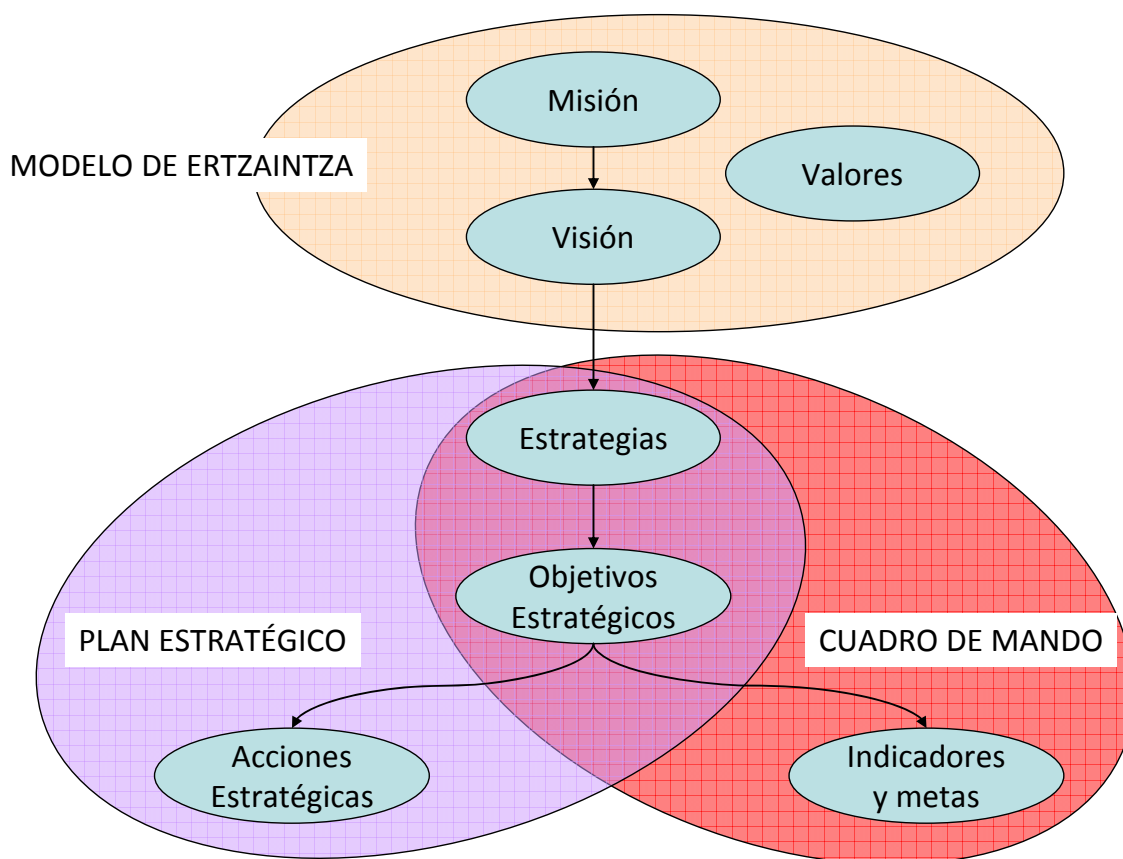 Misión
MODELO DE ERTZAINTZA
Valores
Visión
Estrategias
Objetivos
Estratégicos
PLAN ESTRATÉGICO
CUADRO DE MANDO
Acciones
Estratégicas
Indicadores
y metas